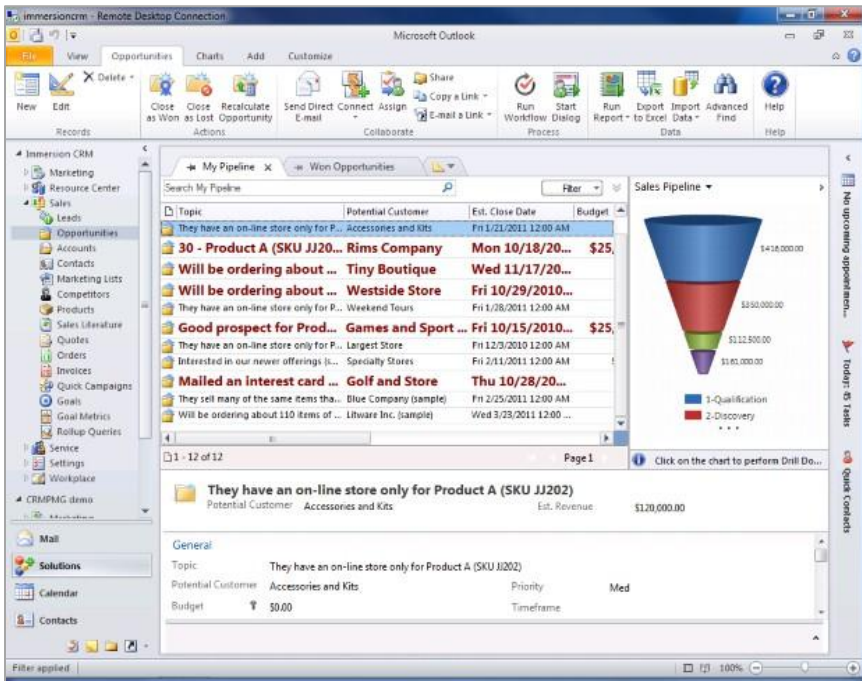 immersioncrm - Remote Desktop Connection
Microsoft Outlook
File View Opportunities Charts Add Customize
New Edit Delete
Close as Won Close as Lost Recalculate Opportunity
Send Direct E-mail Connect Assign Share
Copy a Link
E-mail a Link
Run Workflow Start Dialog
Run Report Export to Excel Import Data Advanced Find
Help
Records Actions Collaborate Process Data Help
Immersion CRM
Marketing
Resource Center
Sales
Leads
Opportunities
Accounts
Contacts
Marketing Lists
Competitors
Products
Sales Literature
Quotes
Orders
Invoices
Quick Campaigns
Goals
Goal Metrics
Rollup Queries
Service
Settings
Workplace
CRMPMG demo
Mail
Solutions
Calendar
Contacts
My Pipeline x Won Opportunities
Search My Pipeline Filter
Topic Potential Customer Est. Close Date Budget
They have an on-line store only for P... Accessories and Kits Fri 1/21/2011 12:00 AM
30 - Product A (SKU JJ20... Rims Company Mon 10/18/20... $25,
Will be ordering about ... Tiny Boutique Wed 11/17/20...
Will be ordering about ... Westside Store Fri 10/29/2010...
They have an on-line store only for P... Weekend Tours Fri 1/28/2011 12:00 AM
Good prospect for Prod... Games and Sport ... Fri 10/15/2010... $25,
They have an on-line store only for P... Largest Store Fri 12/3/2010 12:00 AM
Interested in our newer offerings (s... Specialty Stores Fri 2/11/2011 12:00 AM
Mailed an interest card ... Golf and Store Thu 10/28/20...
They sell many of the same items tha... Blue Company (sample) Fri 2/25/2011 12:00 AM
Will be ordering about 110 items of ... Litware Inc. (sample) Wed 3/23/2011 12:00 ...
1 - 12 of 12 Page 1
Sales Pipeline
$350,000.00
$112,500.00
$161,000.00
1-Qualification
2-Discovery
...
Click on the chart to perform Drill Do...
They have an on-line store only for Product A (SKU JJ202)
Potential Customer Accessories and Kits Est. Revenue $120,000.00
General
Topic They have an on-line store only for Product A (SKU JJ202)
Potential Customer Accessories and Kits Priority Med
Budget $0.00 Timeframe
No upcoming appointmen...
Today: 45 Tasks
Quick Contacts
Filter applied 100%